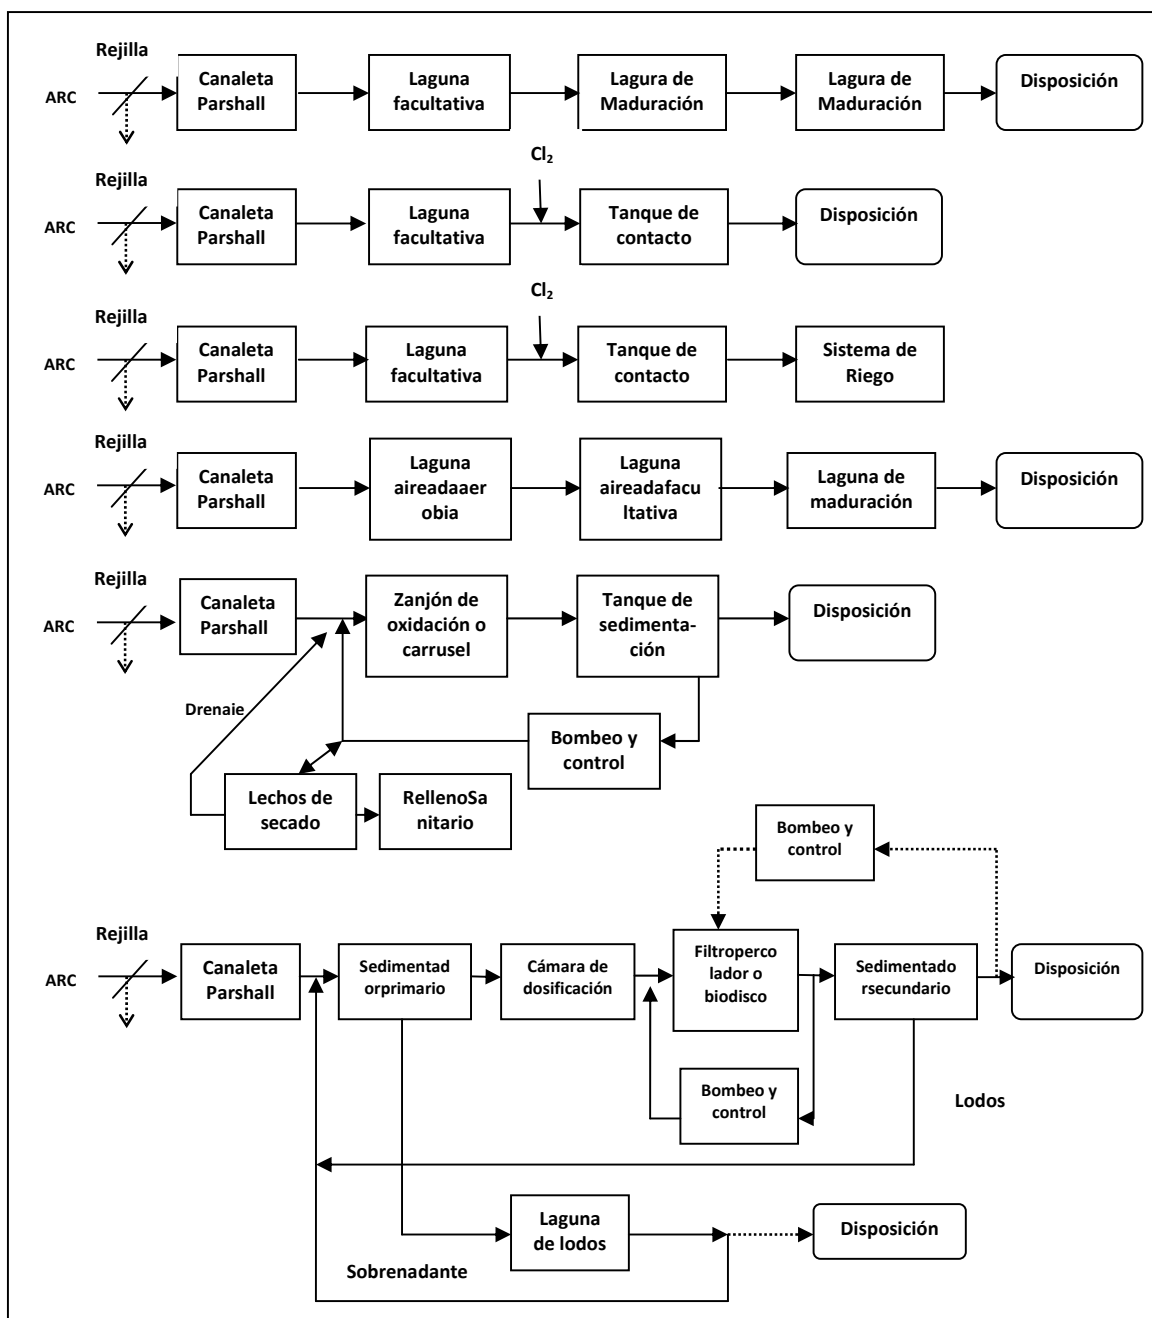 Rejilla
ARC
Canaleta
Parshall
Laguna
facultativa
Lagura de
Maduración
Lagura de
Maduración
Disposición
Cl₂
Rejilla
ARC
Canaleta
Parshall
Laguna
facultativa
Tanque de
contacto
Disposición
Cl₂
Rejilla
ARC
Canaleta
Parshall
Laguna
facultativa
Tanque de
contacto
Sistema de
Riego
Rejilla
ARC
Canaleta
Parshall
Laguna
aireadaaer
obia
Laguna
aireadafacu
ltativa
Laguna de
maduración
Disposición
Rejilla
ARC
Canaleta
Parshall
Zanjón de
oxidación o
carrusel
Tanque de
sedimenta-
ción
Disposición
Drenaie
Bombeo y
control
Lechos de
secado
RellenoSa
nitario
Bombeo y
control
Rejilla
ARC
Canaleta
Parshall
Sedimentad
orprimario
Cámara de
dosificación
Filtroperco
lador o
biodisco
Sedimentado
rsecundario
Disposición
Bombeo y
control
Lodos
Laguna
de lodos
Disposición
Sobrenadante